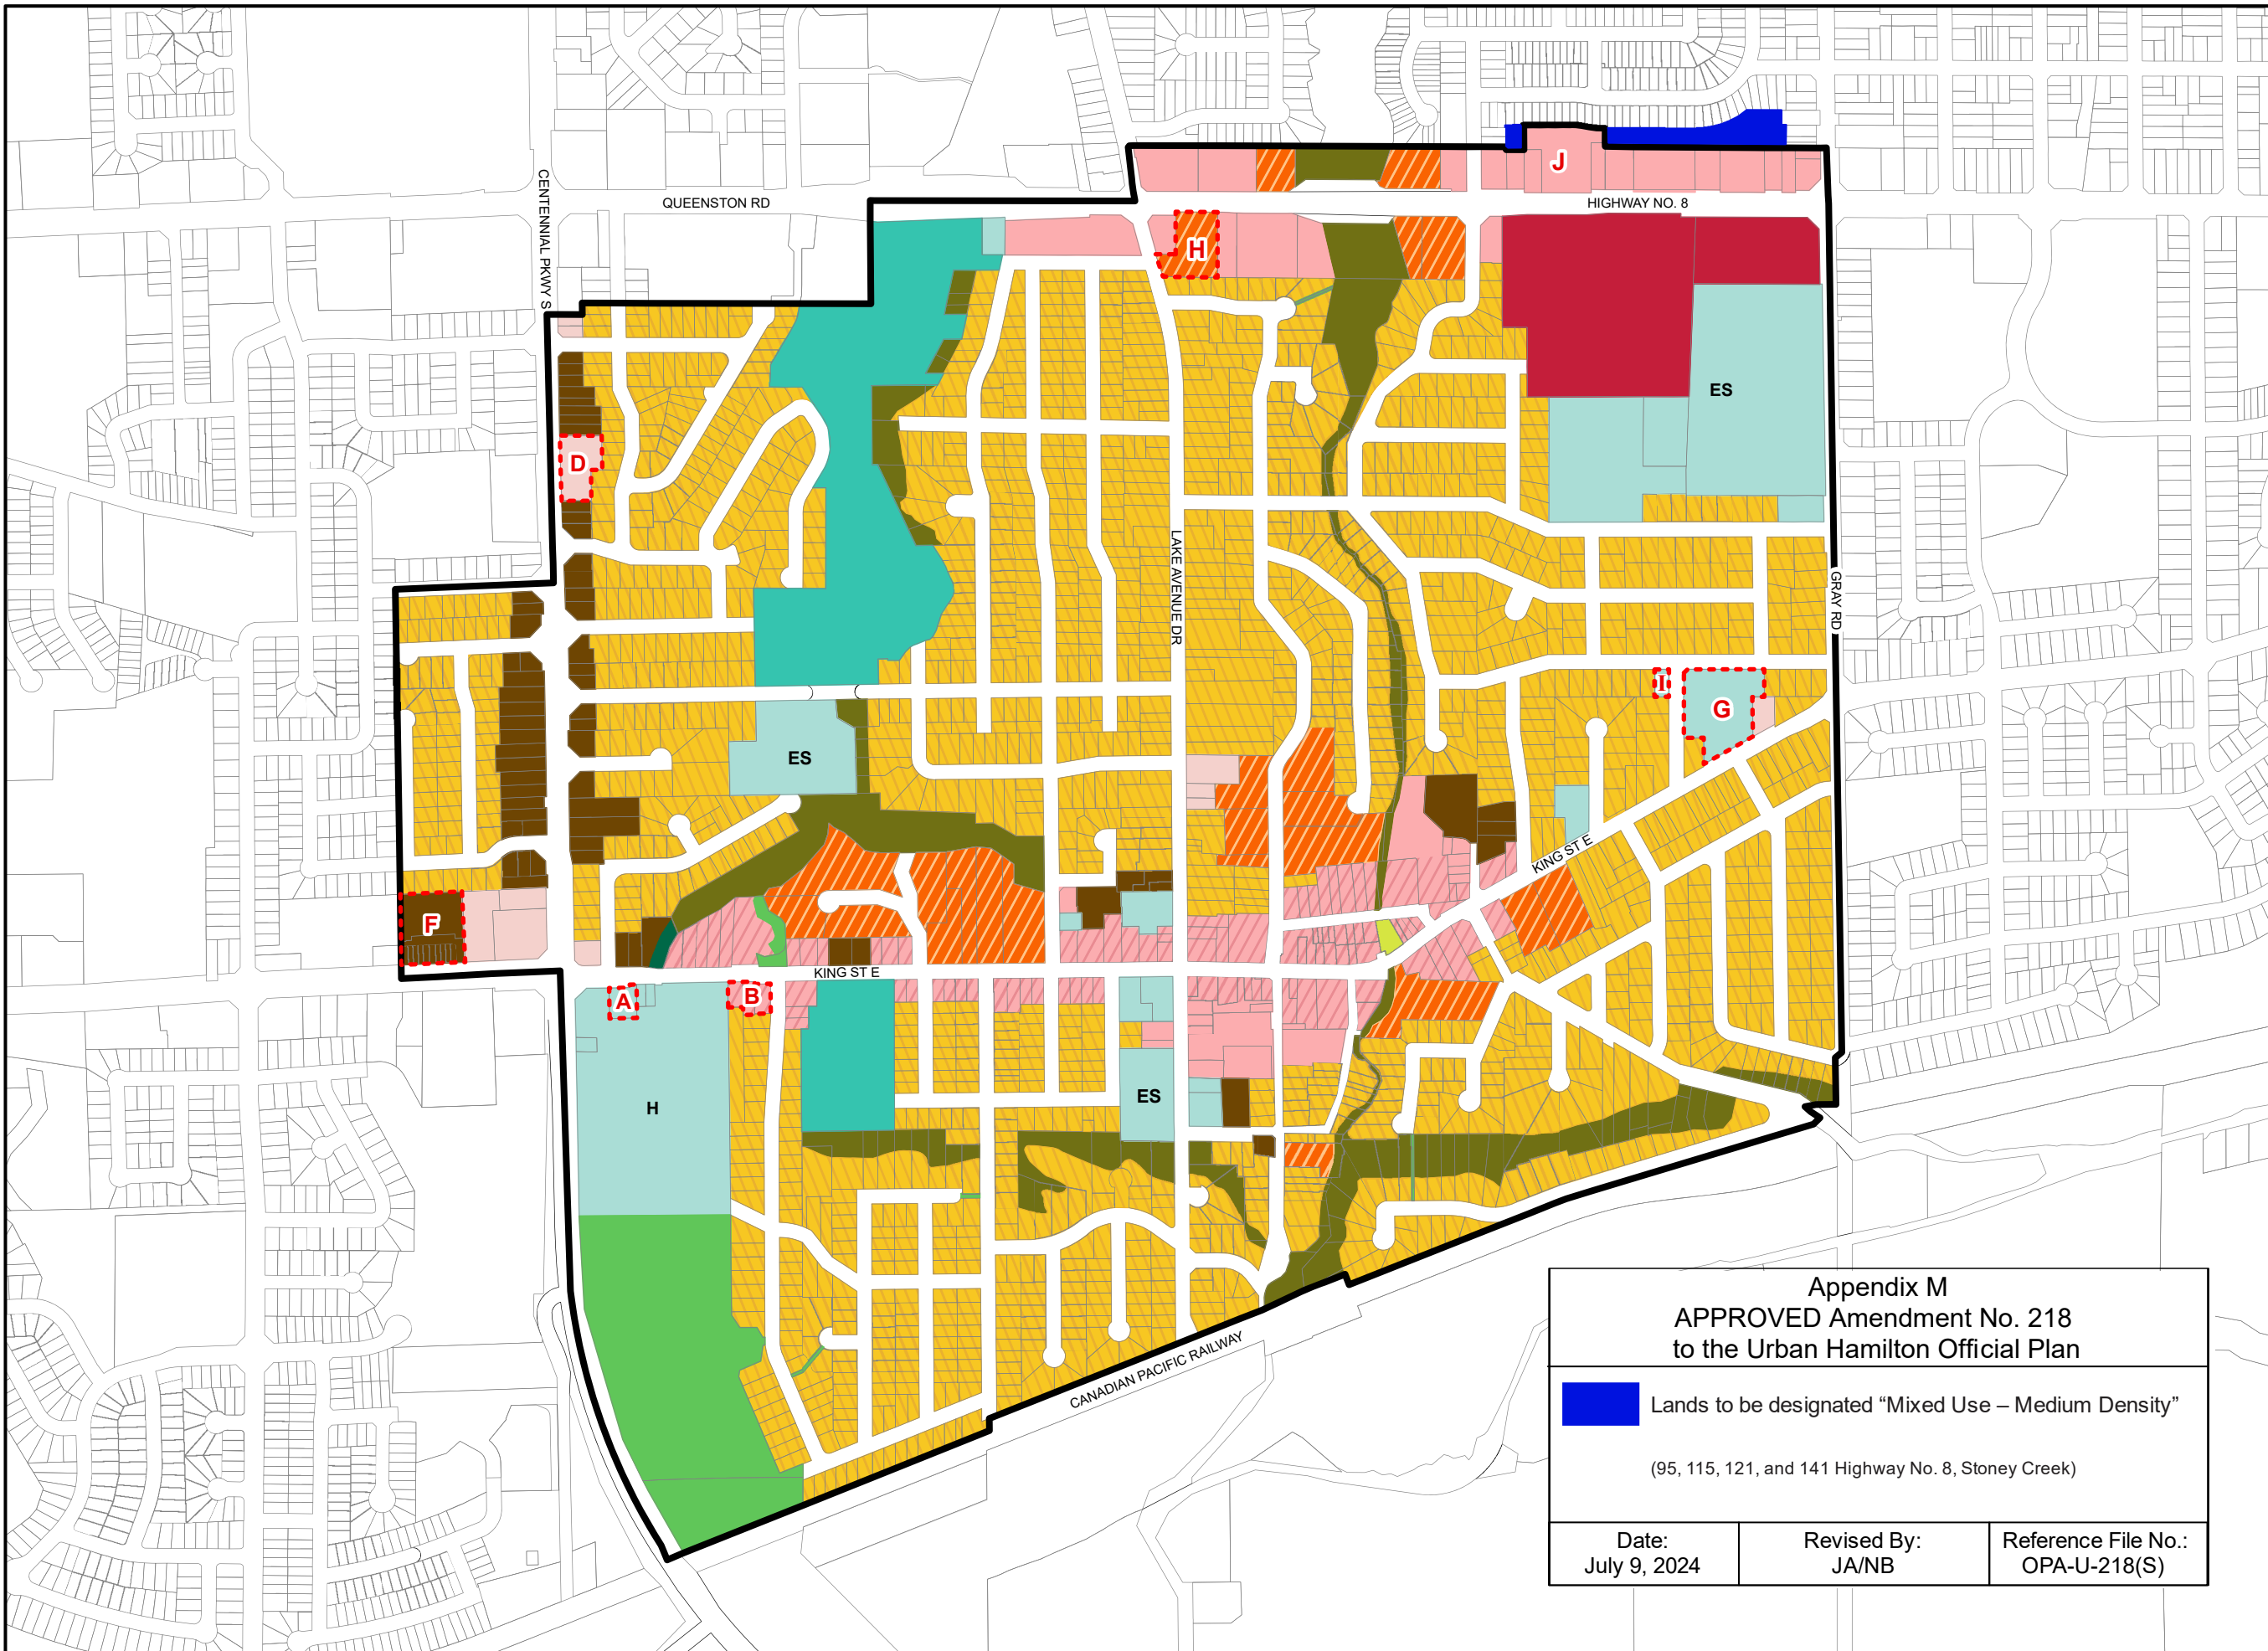 CENTENNIAL PKWY S
QUEENSTON RD
J
HIGHWAY NO. 8
H
ES
D
LAKE AVENUE DR
GRAY RD
I
G
ES
KING ST E
F
KING ST E
A
B
H
ES
CANADIAN PACIFIC RAILWAY
Appendix M
APPROVED Amendment No. 218
to the Urban Hamilton Official Plan
Lands to be designated “Mixed Use – Medium Density”
(95, 115, 121, and 141 Highway No. 8, Stoney Creek)
Date:
July 9, 2024
Revised By:
JA/NB
Reference File No.:
OPA-U-218(S)